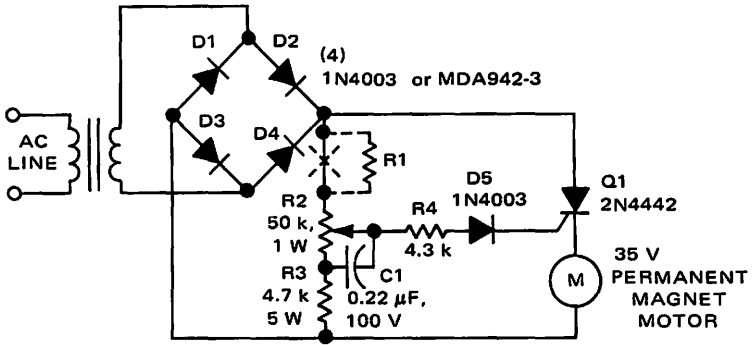 D1
D2
(4)
1N4003 or MDA942-3
AC
LINE
D3
D4
R1
R2
50 k,
1 W
R4
4.3 k
D5
1N4003
Q1
2N4442
R3
4.7 k
5 W
C1
0.22 μF,
100 V
M
35 V
PERMANENT
MAGNET
MOTOR